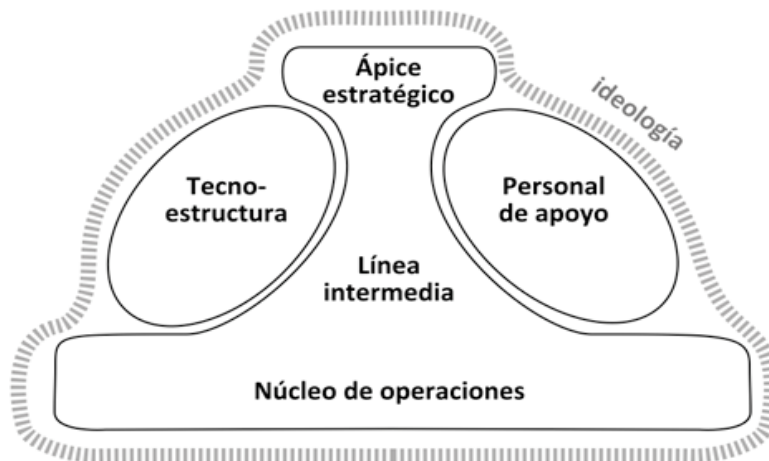 Ápice
estratégico
ideología
Tecno-
estructura
Personal
de apoyo
Línea
intermedia
Núcleo de operaciones